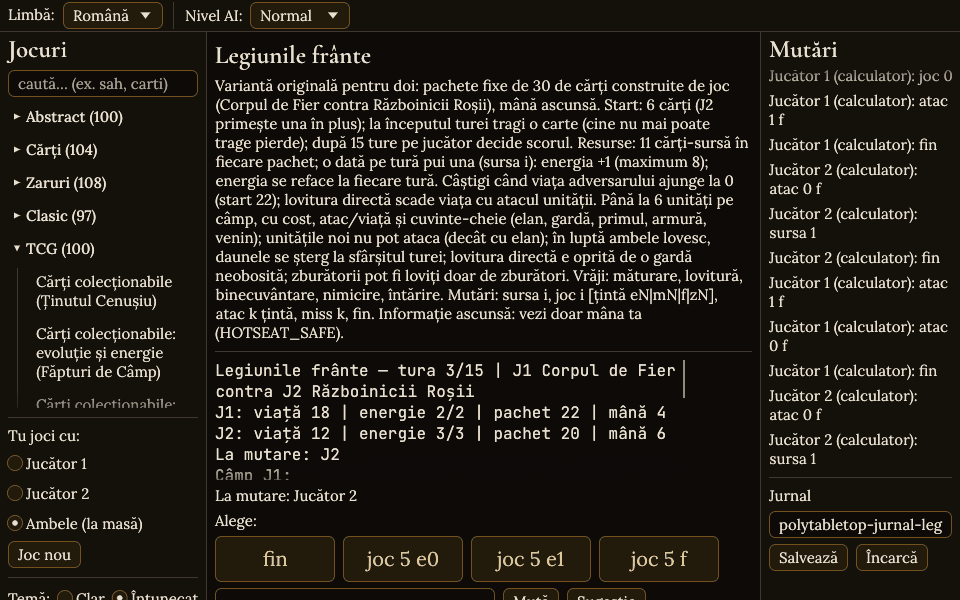 Limbă: Română ▼ Nivel AI: Normal ▼
Jocuri
caută... (ex. sah, carti)
▸ Abstract (100)
▸ Cărți (104)
▸ Zaruri (108)
▸ Clasic (97)
▾ TCG (100)
Cărți colecționabile
(Ținutul Cenușiu)
Cărți colecționabile:
evoluție și energie
(Făpturi de Câmp)
Cărți colecționabile:
Tu joci cu:
Jucător 1
Jucător 2
Ambele (la masă)
Joc nou
Temă: Clar Întunecat
Legiunile frânte
Variantă originală pentru doi: pachete fixe de 30 de cărți construite de joc
(Corpul de Fier contra Războinicii Roșii), mână ascunsă. Start: 6 cărți (J2
primește una în plus); la începutul turei tragi o carte (cine nu mai poate
trage pierde); după 15 ture pe jucător decide scorul. Resurse: 11 cărți-sursă în
fiecare pachet; o dată pe tură pui una (sursa i): energia +1 (maximum 8);
energia se reface la fiecare tură. Câștigi când viața adversarului ajunge la 0
(start 22); lovitura directă scade viața cu atacul unității. Până la 6 unități pe
câmp, cu cost, atac/viață și cuvinte-cheie (elan, gardă, primul, armură,
venin); unitățile noi nu pot ataca (decât cu elan); în luptă ambele lovesc,
daunele se șterg la sfârșitul turei; lovitura directă e oprită de o gardă
neobosită; zburătorii pot fi loviți doar de zburători. Vrăji: măturare, lovitură,
binecuvântare, nimicire, întărire. Mutări: sursa i, joc i [țintă eN|mN|f|zN],
atac k țintă, miss k, fin. Informație ascunsă: vezi doar mâna ta
(HOTSEAT_SAFE).
Legiunile frânte — tura 3/15 | J1 Corpul de Fier
contra J2 Războinicii Roșii
J1: viață 18 | energie 2/2 | pachet 22 | mână 4
J2: viață 12 | energie 3/3 | pachet 20 | mână 6
La mutare: J2
Câmp J1:
La mutare: Jucător 2
Alege:
fin
joc 5 e0
joc 5 e1
joc 5 f
Mută
Sugestie
Mutări
Jucător 1 (calculator): joc 0
Jucător 1 (calculator): atac
1 f
Jucător 1 (calculator): fin
Jucător 2 (calculator):
atac 0 f
Jucător 2 (calculator):
sursa 1
Jucător 2 (calculator): fin
Jucător 1 (calculator): atac
1 f
Jucător 1 (calculator): atac
0 f
Jucător 1 (calculator): fin
Jucător 2 (calculator):
atac 0 f
Jucător 2 (calculator):
sursa 1
Jurnal
polytabletop-jurnal-leg
Salvează
Încarcă